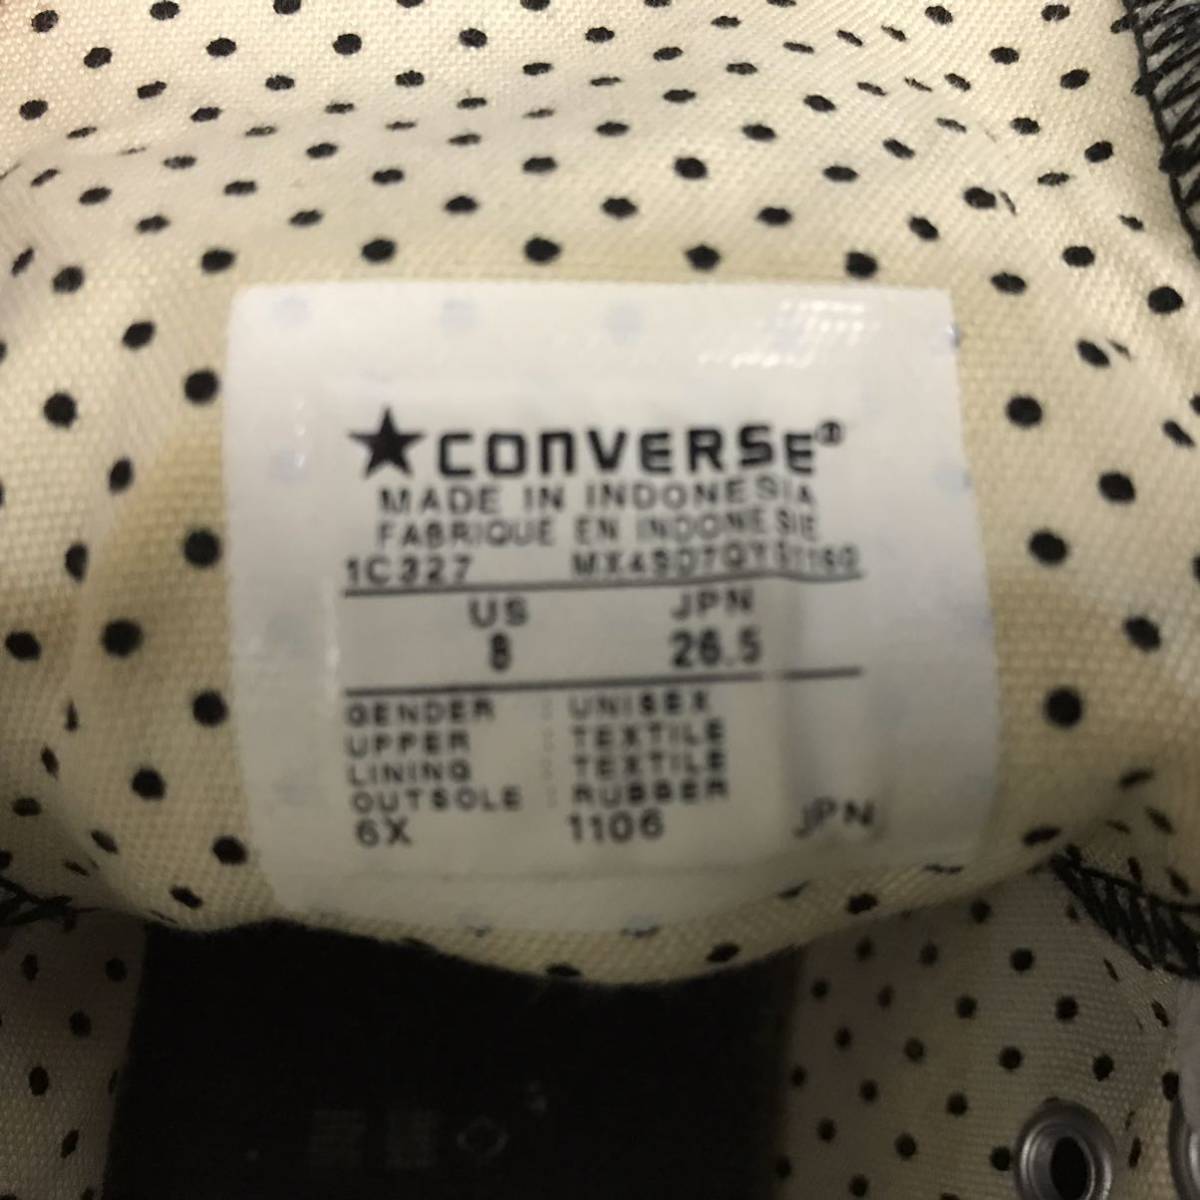 ★CONVERSE®
MADE IN INDONESIA
FABRIQUE EN INDONESIE
1C327
US JPN
8 26.5
GENDER : UNISEX
UPPER : TEXTILE
LINING : TEXTILE
OUTSOLE : RUBBER
6X 1106 JPN